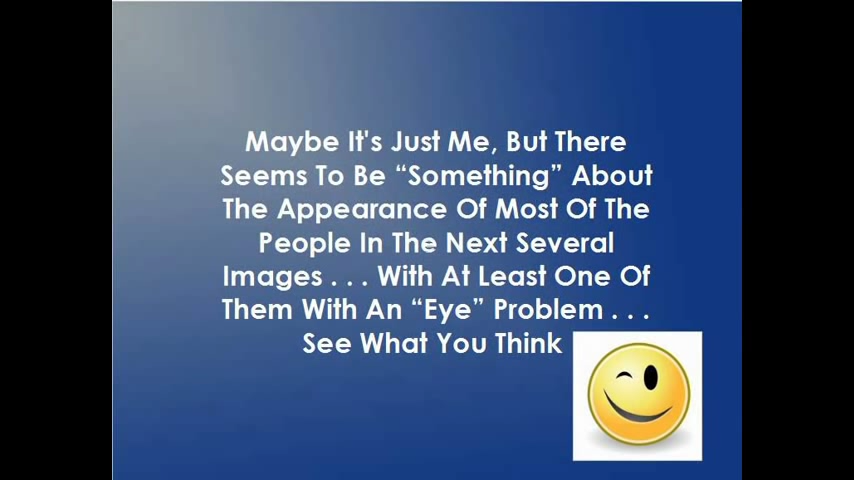 Maybe It's Just Me, But There
Seems To Be “Something” About
The Appearance Of Most Of The
People In The Next Several
Images . . . With At Least One Of
Them With An “Eye” Problem . . .
See What You Think